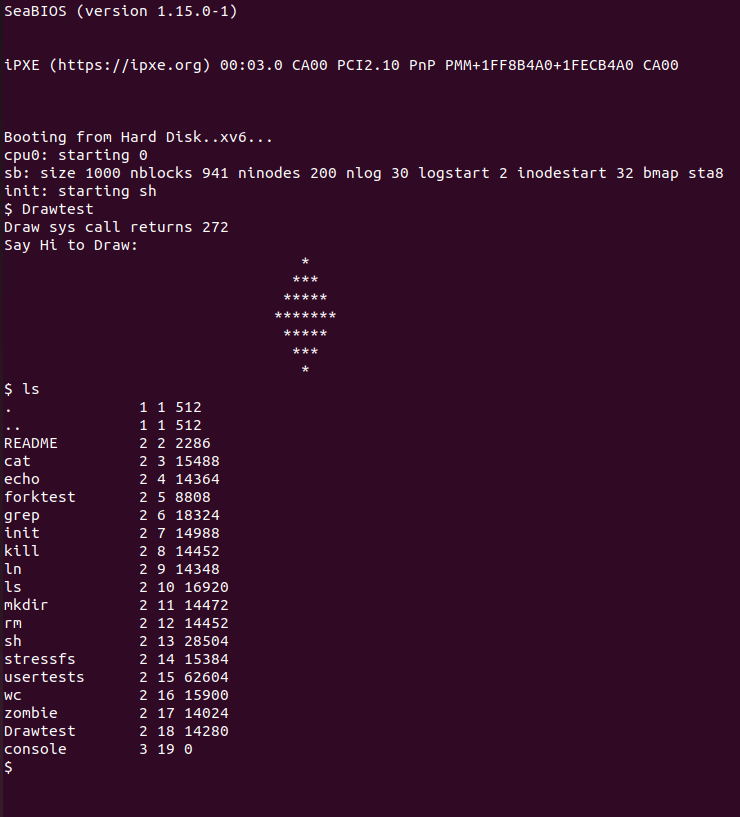 SeaBIOS (version 1.15.0-1)
iPXE (https://ipxe.org) 00:03.0 CA00 PCI2.10 PnP PMM+1FF8B4A0+1FECB4A0 CA00
Booting from Hard Disk..xv6...
cpu0: starting 0
sb: size 1000 nblocks 941 ninodes 200 nlog 30 logstart 2 inodestart 32 bmap sta8
init: starting sh
$ Drawtest
Draw sys call returns 272
Say Hi to Draw:
*
***
*****
*******
*****
***
*
$ ls
. 1 1 512
.. 1 1 512
README 2 2 2286
cat 2 3 15488
echo 2 4 14364
forktest 2 5 8808
grep 2 6 18324
init 2 7 14988
kill 2 8 14452
ln 2 9 14348
ls 2 10 16920
mkdir 2 11 14472
rm 2 12 14452
sh 2 13 28504
stressfs 2 14 15384
usertests 2 15 62604
wc 2 16 15900
zombie 2 17 14024
Drawtest 2 18 14280
console 3 19 0
$